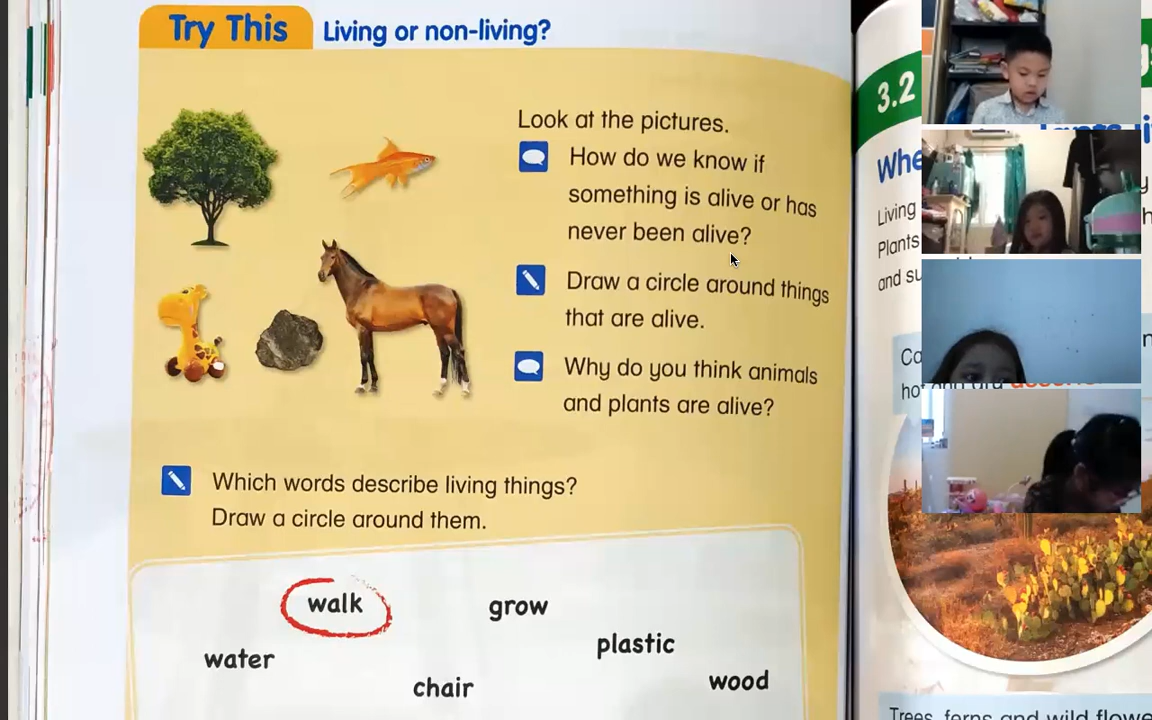 Try This Living or non-living?
Look at the pictures.
How do we know if
something is alive or has
never been alive?
Draw a circle around things
that are alive.
Why do you think animals
and plants are alive?
Which words describe living things?
Draw a circle around them.
walk
grow
plastic
water
chair
wood
3.2
Living
Plants
and
Trees, ferns and wild